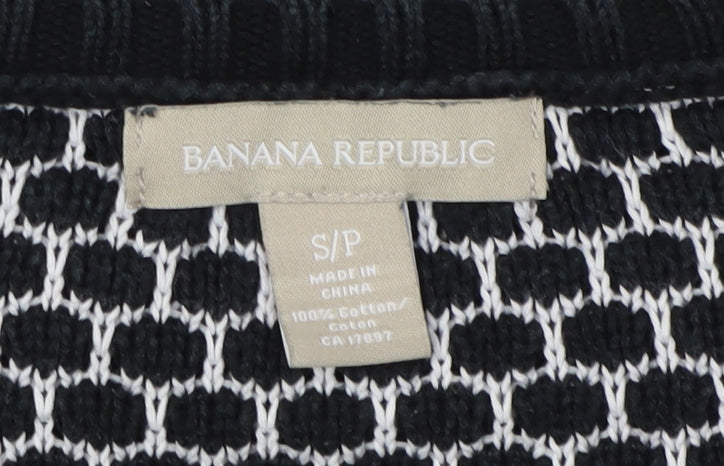 BANANA REPUBLIC
S/P
MADE IN
CHINA
100% Cotton/
Coton
CA 17897